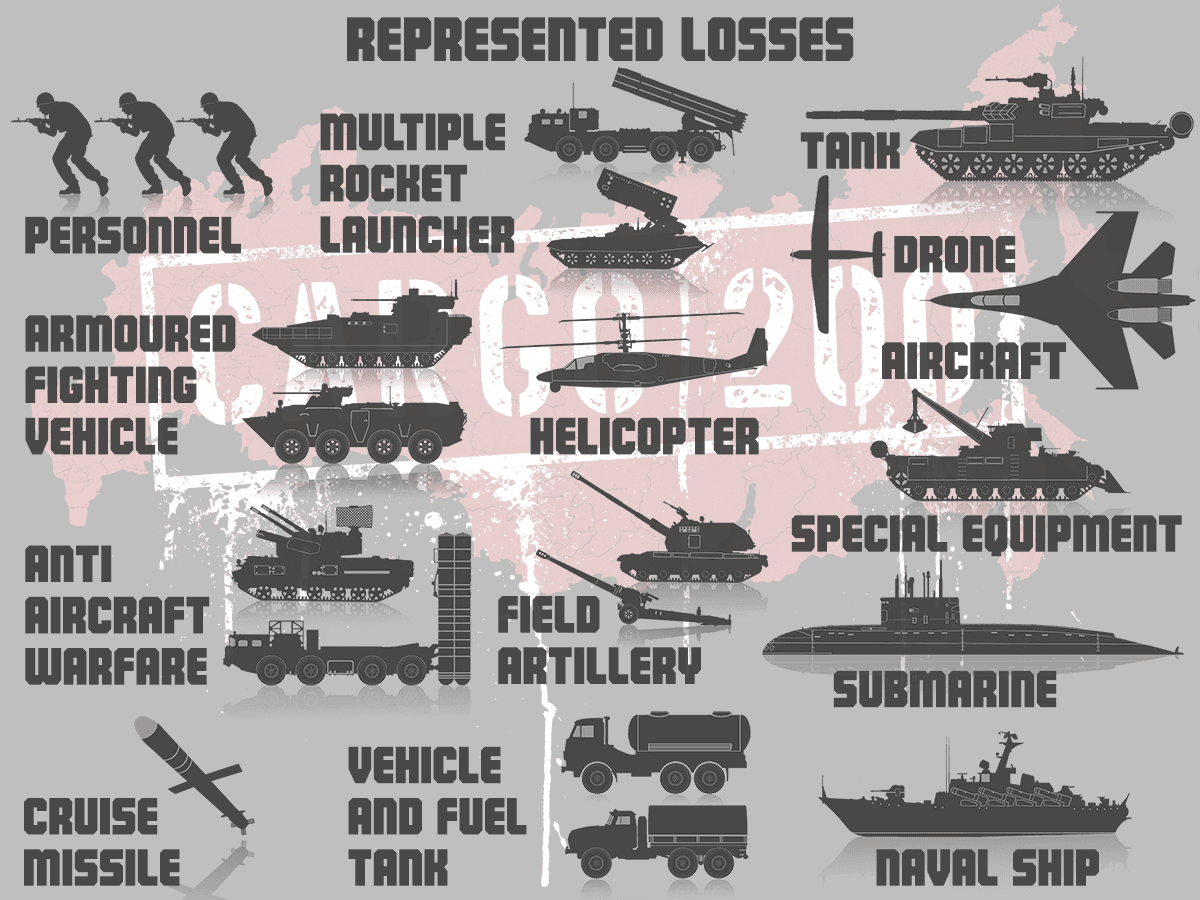 REPRESENTED LOSSES
PERSONNEL
MULTIPLE
ROCKET
LAUNCHER
TANK
DRONE
AIRCRAFT
ARMOURED
FIGHTING
VEHICLE
CARGO 200
HELICOPTER
SPECIAL EQUIPMENT
ANTI
AIRCRAFT
WARFARE
FIELD
ARTILLERY
SUBMARINE
CRUISE
MISSILE
VEHICLE
AND FUEL
TANK
NAVAL SHIP